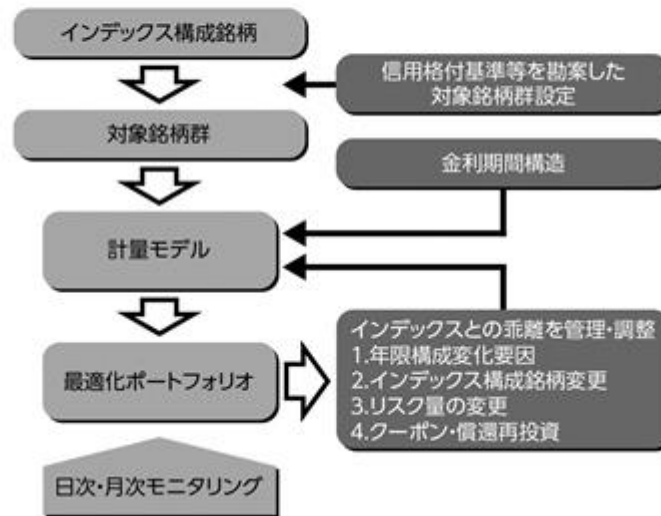 インデックス構成銘柄
信用格付基準等を勘案した
対象銘柄群設定
対象銘柄群
金利期間構造
計量モデル
インデックスとの乖離を管理・調整
1.年限構成変化要因
2.インデックス構成銘柄変更
3.リスク量の変更
4.クーポン・償還再投資
最適化ポートフォリオ
日次・月次モニタリング